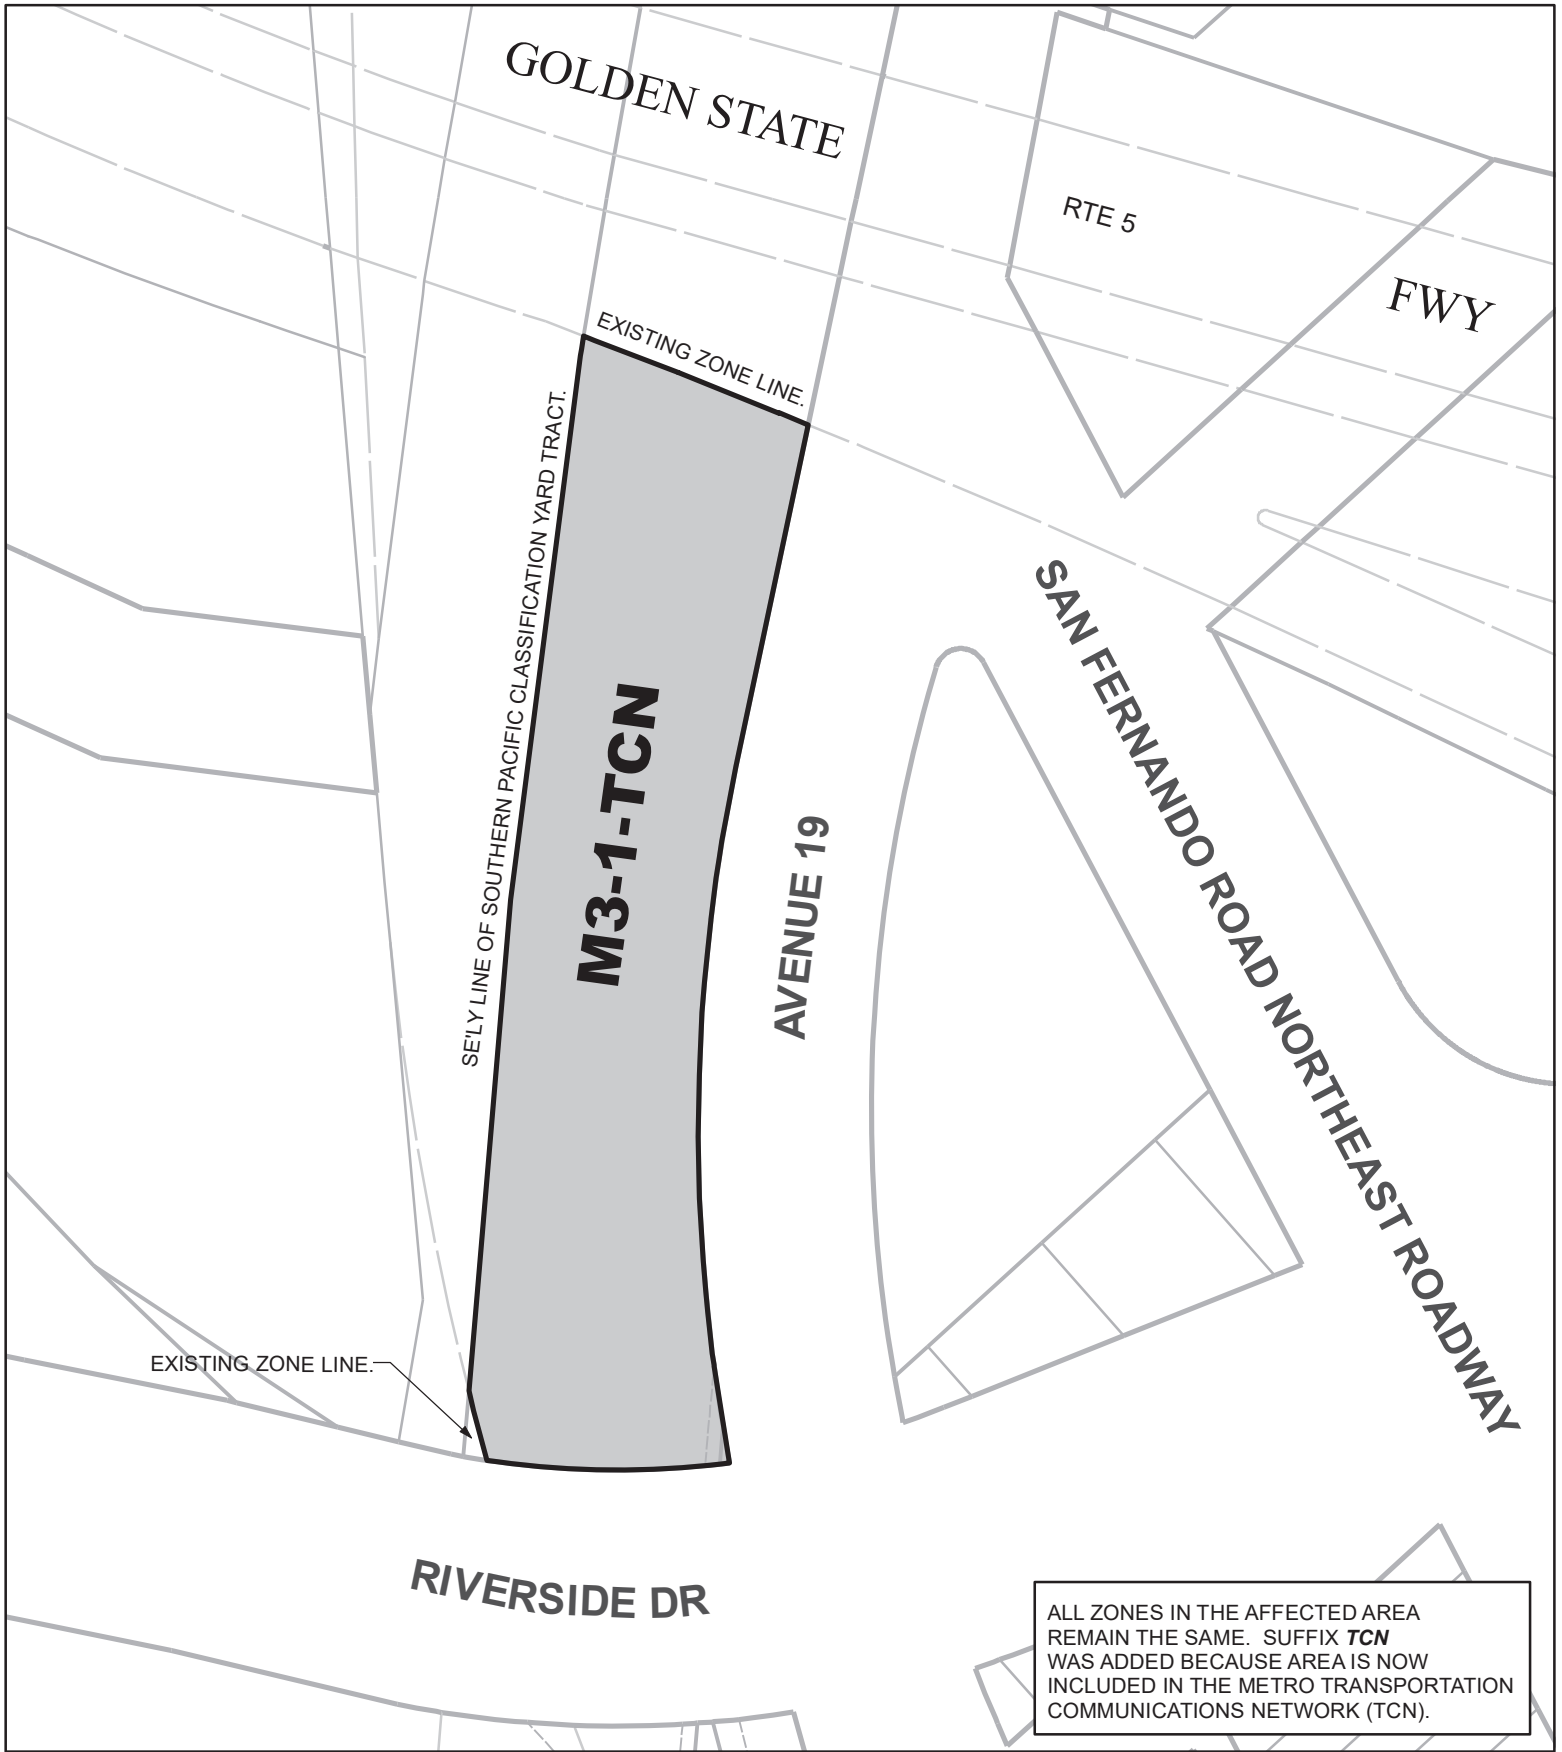 GOLDEN STATE
RTE 5
FWY
EXISTING ZONE LINE.
SE'LY LINE OF SOUTHERN PACIFIC CLASSIFICATION YARD TRACT.
M3-1-TCN
AVENUE 19
SAN FERNANDO ROAD NORTHEAST ROADWAY
EXISTING ZONE LINE.
RIVERSIDE DR
ALL ZONES IN THE AFFECTED AREA
REMAIN THE SAME. SUFFIX TCN
WAS ADDED BECAUSE AREA IS NOW
INCLUDED IN THE METRO TRANSPORTATION
COMMUNICATIONS NETWORK (TCN).